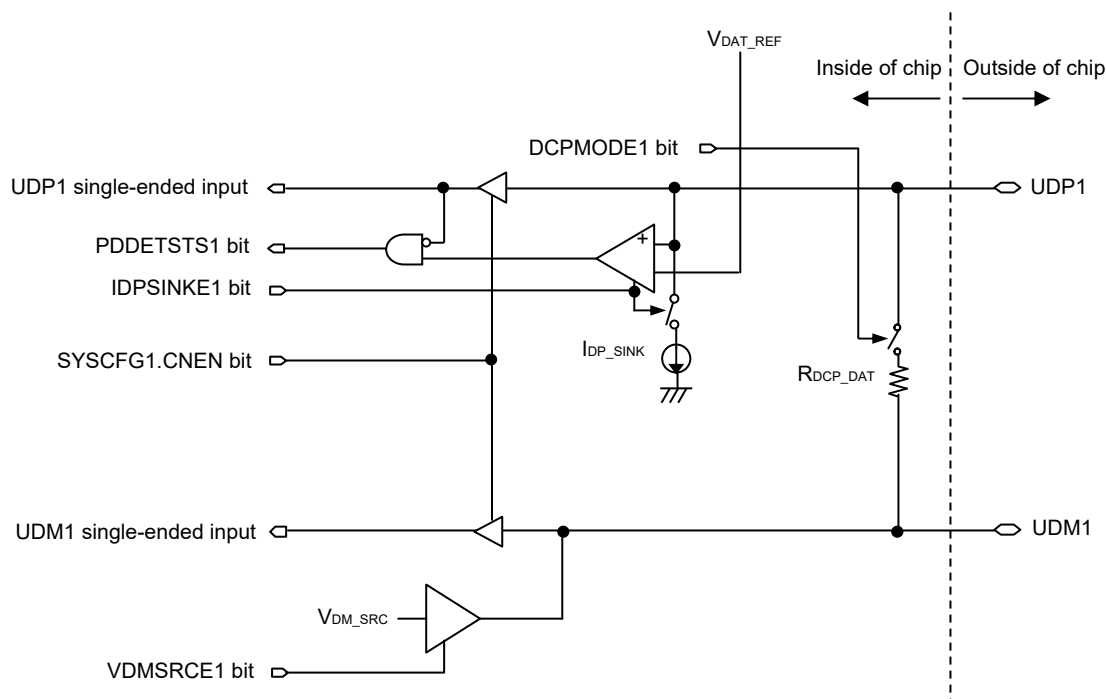 VDAT_REF
Inside of chip
Outside of chip
DCPMODE1 bit
UDP1 single-ended input
UDP1
+
PDDETSTS1 bit
IDPSINKE1 bit
IDP_SINK
SYSCFG1.CNEN bit
RDCP_DAT
UDM1 single-ended input
UDM1
VDM_SRC
VDMSRCE1 bit